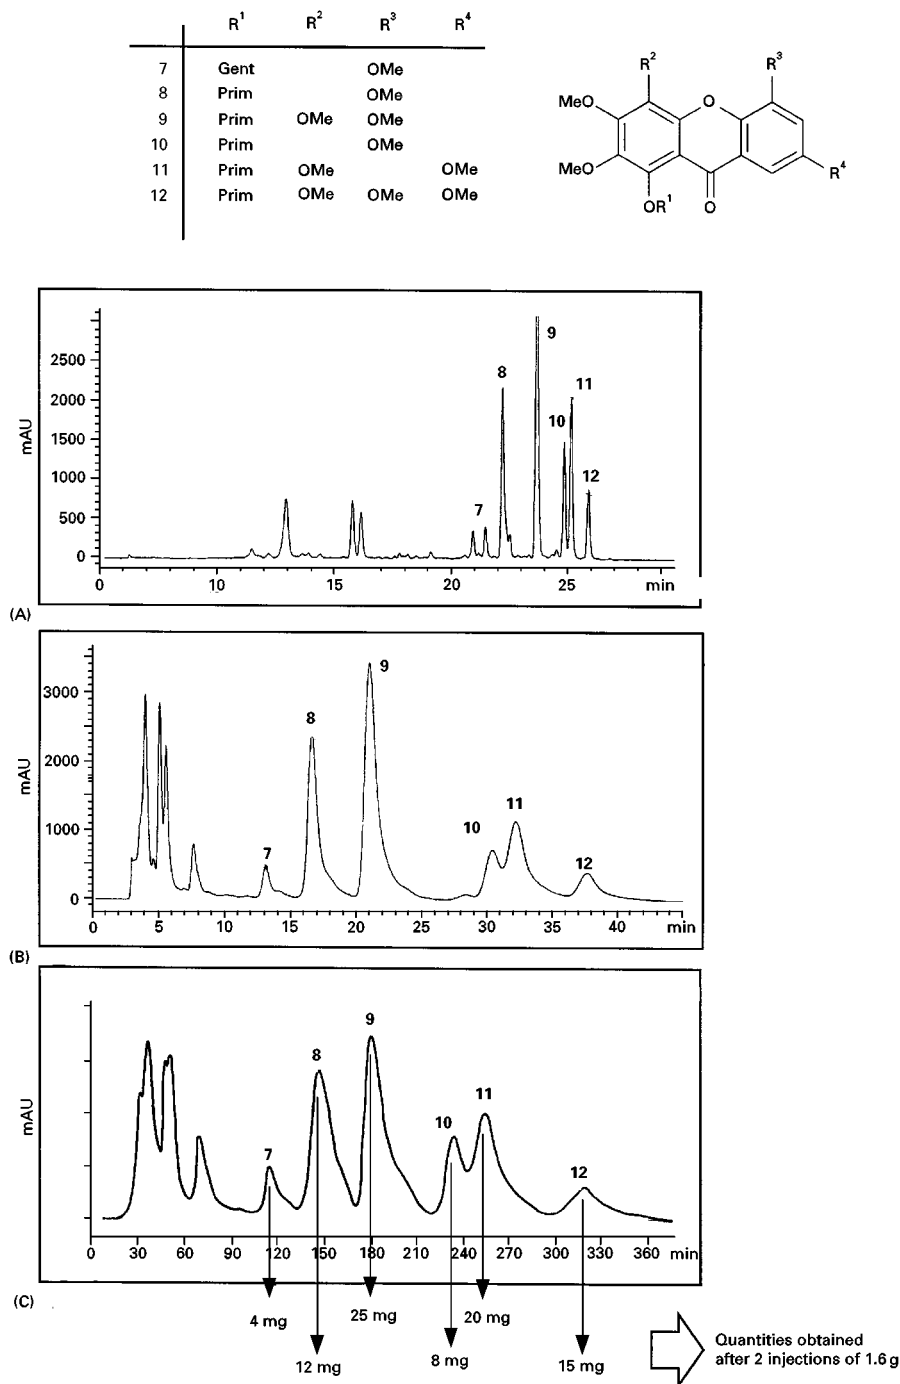 R1 R2 R3 R4
7 Gent OMe
8 Prim OMe
9 Prim OMe OMe
10 Prim OMe
11 Prim OMe OMe
12 Prim OMe OMe OMe
R2 R3
MeO O
MeO R4
OR1 O
mAU
2500
2000
1500
1000
500
0
7 8 9 10 11 12
0 10 15 20 25 min
(A)
mAU
3000
2000
1000
0
7 8 9 10 11 12
0 5 10 15 20 25 30 35 40 min
(B)
mAU
7 8 9 10 11 12
0 30 60 90 120 150 180 210 240 270 300 330 360 min
(C)
4 mg 25 mg 20 mg
12 mg 8 mg 15 mg
Quantities obtained
after 2 injections of 1.6 g